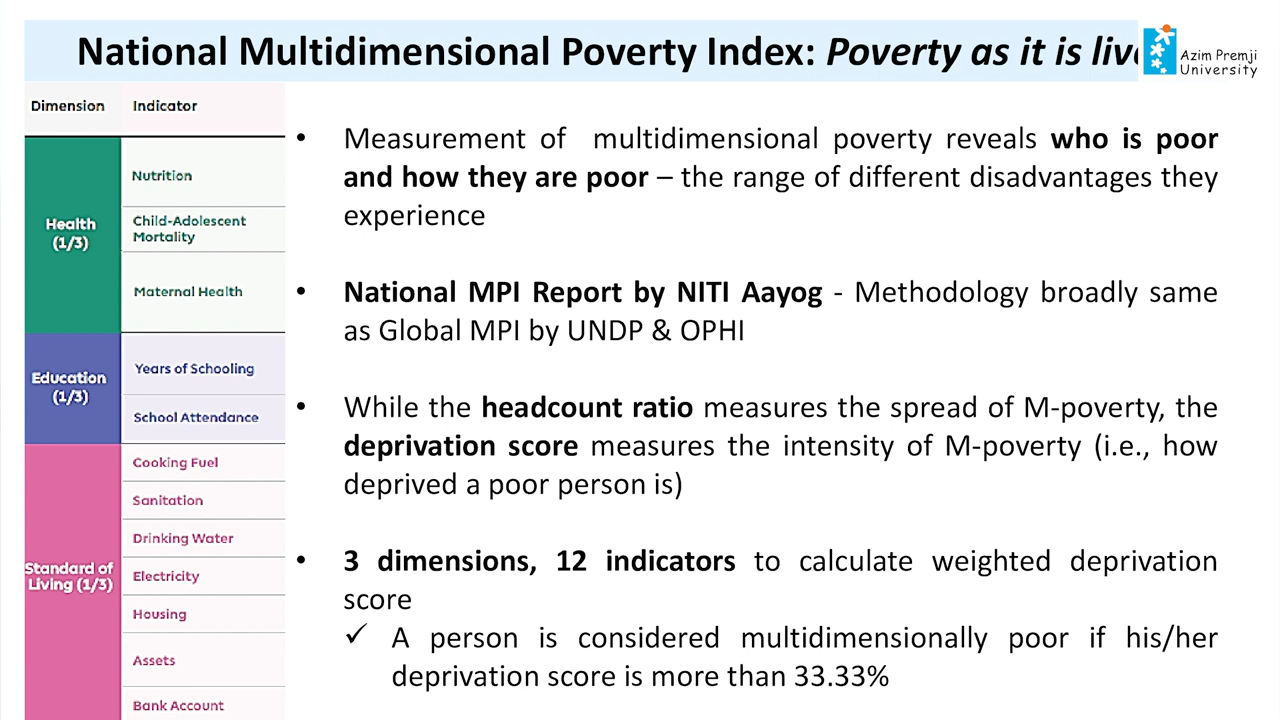 National Multidimensional Poverty Index: Poverty as it is live
Azim Premji
University
Dimension Indicator
Health
(1/3)
Nutrition
Child-Adolescent
Mortality
Maternal Health
Education
(1/3)
Years of Schooling
School Attendance
Standard of
Living (1/3)
Cooking Fuel
Sanitation
Drinking Water
Electricity
Housing
Assets
Bank Account
• Measurement of multidimensional poverty reveals who is poor
and how they are poor – the range of different disadvantages they
experience
• National MPI Report by NITI Aayog - Methodology broadly same
as Global MPI by UNDP & OPHI
• While the headcount ratio measures the spread of M-poverty, the
deprivation score measures the intensity of M-poverty (i.e., how
deprived a poor person is)
• 3 dimensions, 12 indicators to calculate weighted deprivation
score
✓ A person is considered multidimensionally poor if his/her
deprivation score is more than 33.33%